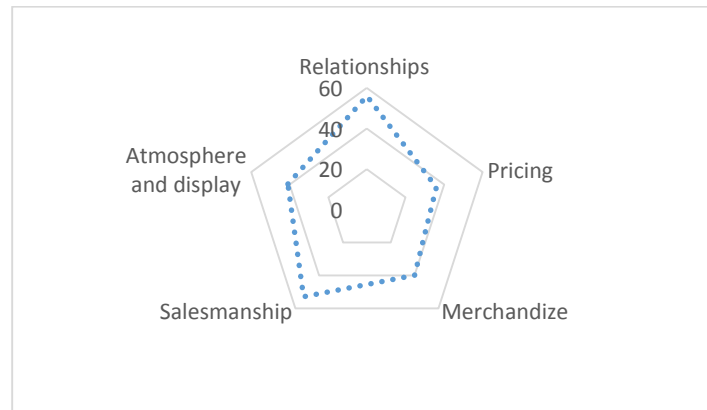 Relationships
60
40
20
0
Pricing
Merchandize
Salesmanship
Atmosphere
and display